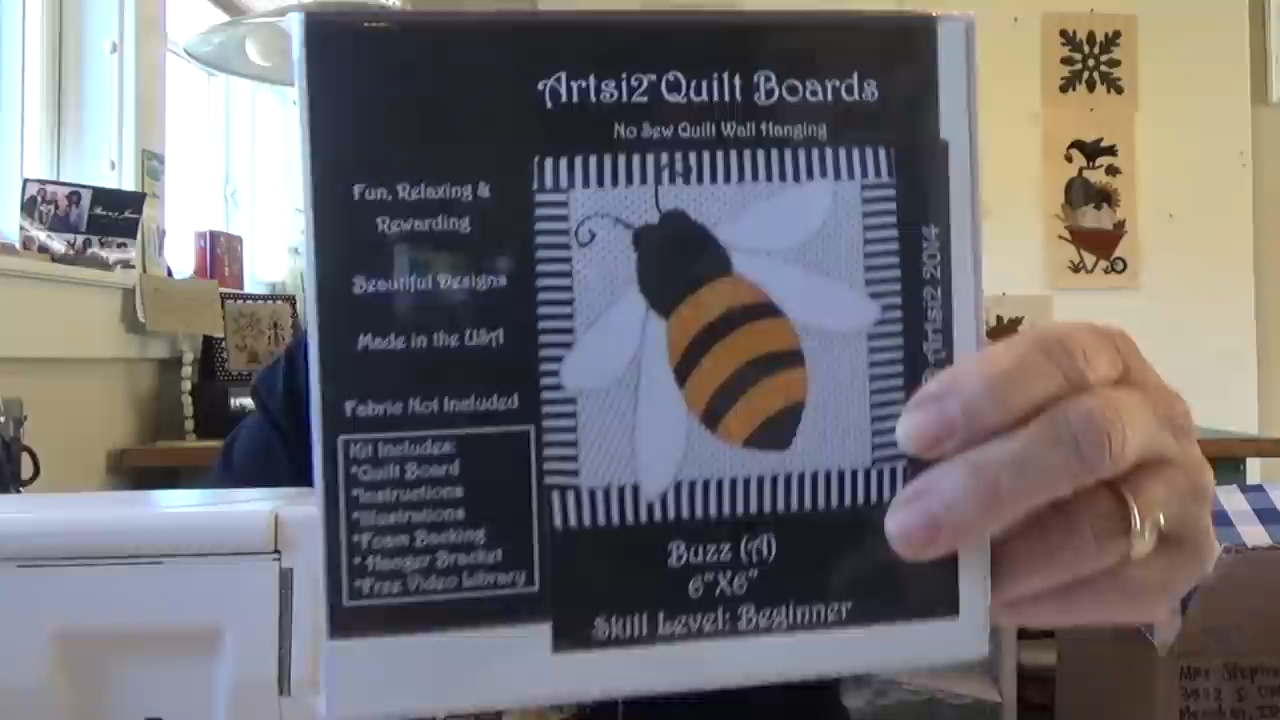 Artsi2™ Quilt Boards
No Sew Quilt Wall Hanging
Fun, Relaxing &
Rewarding
Beautiful Designs
Made in the USA
Fabric Not Included
Kit Includes:
*Quilt Board
*Instructions
*Illustrations
*Foam Backing
* Hanger Bracket
*Free Video Library
Buzz (A)
6"X6"
Skill Level: Beginner
© Artsi2 2014